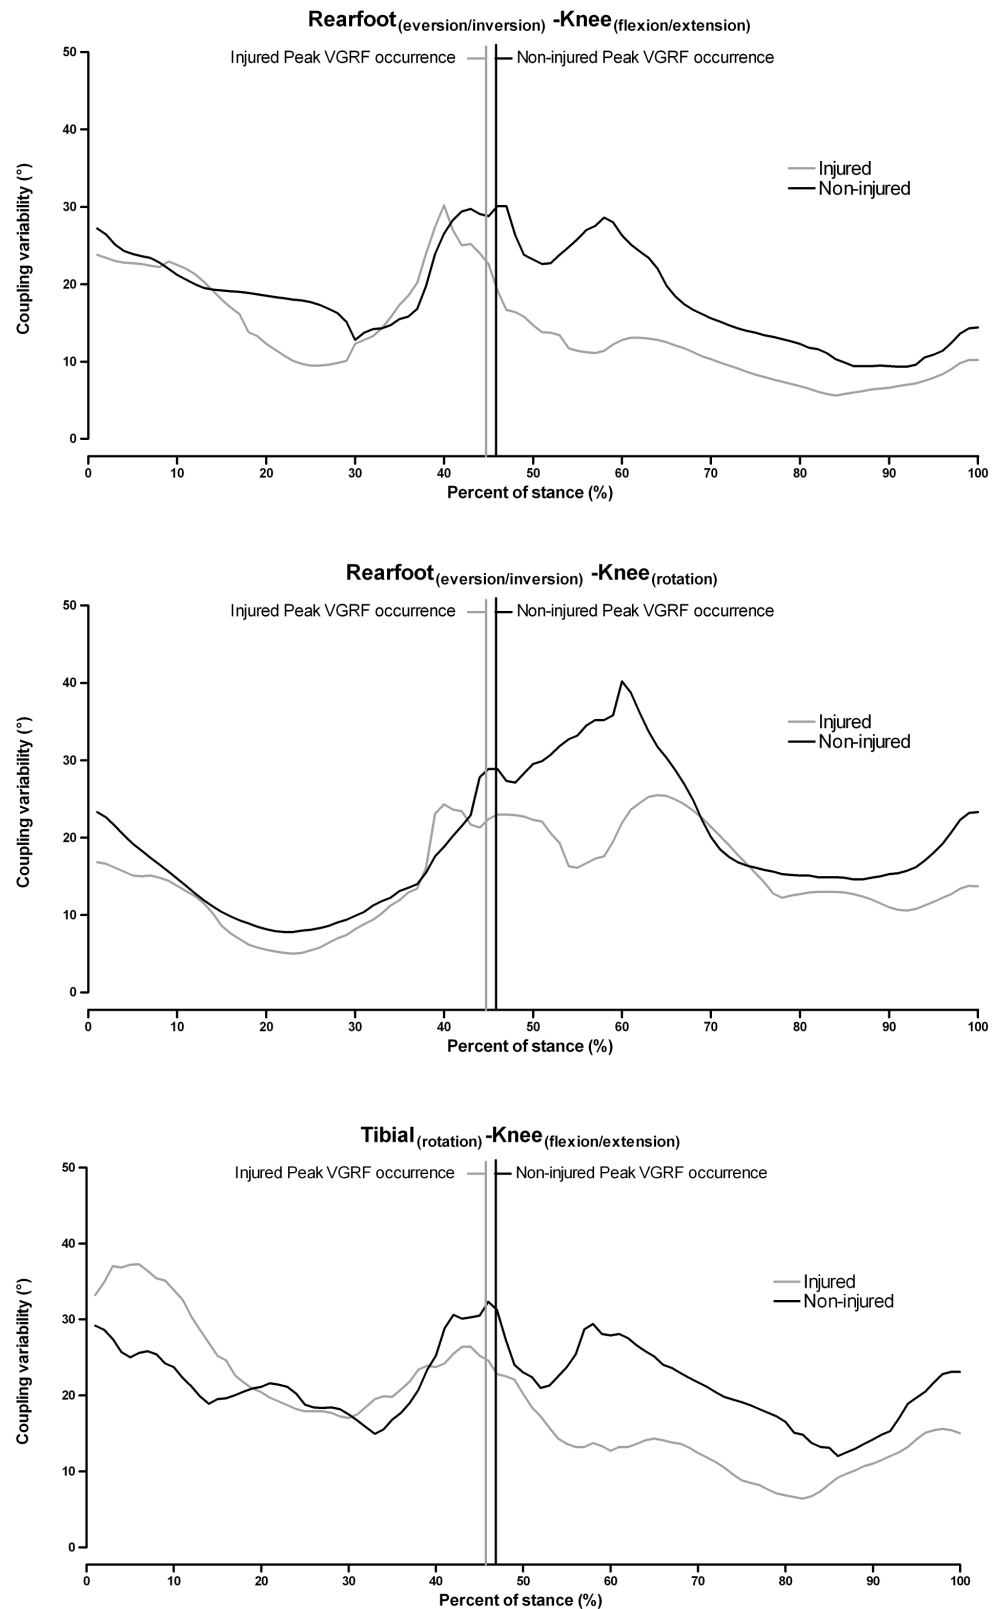 Rearfoot(eversion/inversion) -Knee(flexion/extension)
50
Injured Peak VGRF occurrence
Non-injured Peak VGRF occurrence
40
Injured
Non-injured
30
20
10
0
Coupling variability (°)
0 10 20 30 40 50 60 70 80 90 100
Percent of stance (%)
Rearfoot(eversion/inversion) -Knee(rotation)
50
Injured Peak VGRF occurrence
Non-injured Peak VGRF occurrence
40
Injured
Non-injured
30
20
10
0
Coupling variability (°)
0 10 20 30 40 50 60 70 80 90 100
Percent of stance (%)
Tibial(rotation)-Knee(flexion/extension)
50
Injured Peak VGRF occurrence
Non-injured Peak VGRF occurrence
40
Injured
Non-injured
30
20
10
0
Coupling variability (°)
0 10 20 30 40 50 60 70 80 90 100
Percent of stance (%)